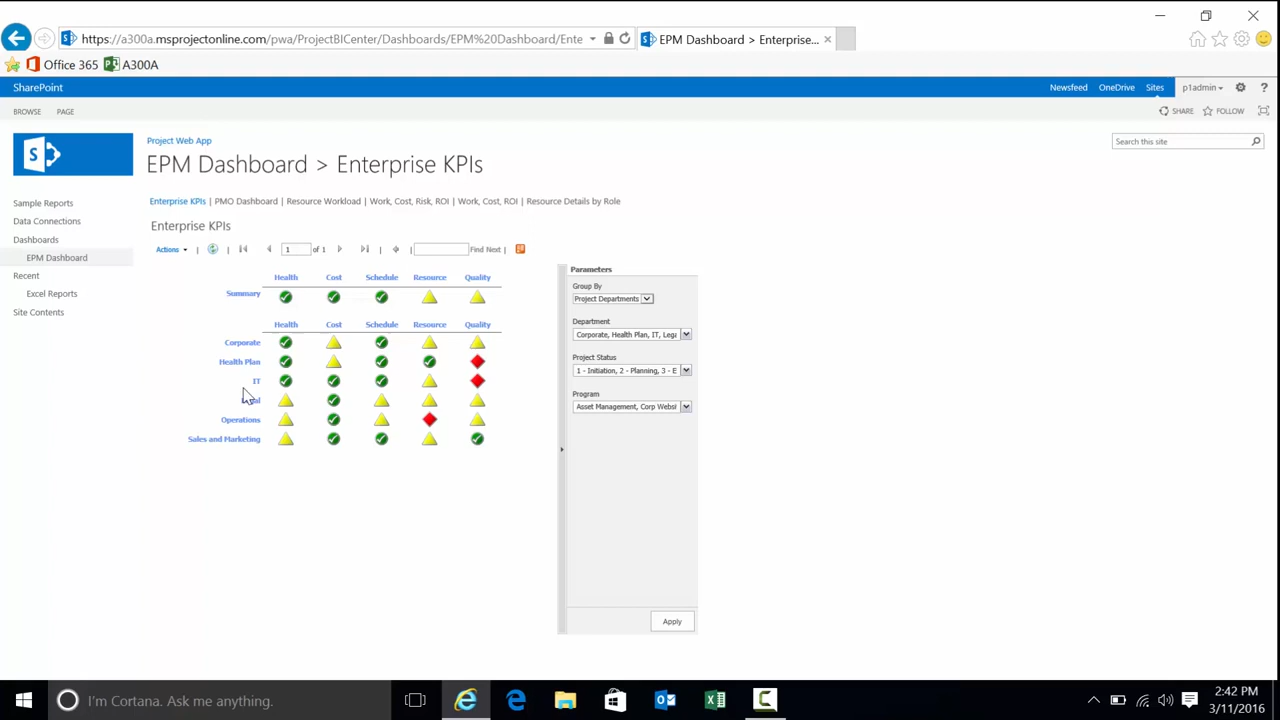 https://a300a.msprojectonline.com/pwa/ProjectBICenter/Dashboards/EPM%20Dashboard/Ente
EPM Dashboard > Enterprise...
Office 365 A300A
SharePoint
Newsfeed OneDrive Sites p1admin ?
BROWSE PAGE
SHARE FOLLOW
Project Web App
EPM Dashboard > Enterprise KPIs
Search this site
Enterprise KPIs | PMO Dashboard | Resource Workload | Work, Cost, Risk, ROI | Work, Cost, ROI | Resource Details by Role
Sample Reports
Data Connections
Dashboards
EPM Dashboard
Recent
Excel Reports
Site Contents
Enterprise KPIs
Actions | | 1 of 1 | | Find Next |
Health Cost Schedule Resource Quality
Summary
Health Cost Schedule Resource Quality
Corporate
Health Plan
IT
Operations
Sales and Marketing
Parameters
Group By
Project Departments
Department
Corporate, Health Plan, IT, Lega
Project Status
1 - Initiation, 2 - Planning, 3 - E
Program
Asset Management, Corp Websi
Apply
I'm Cortana. Ask me anything.
2:42 PM
3/11/2016